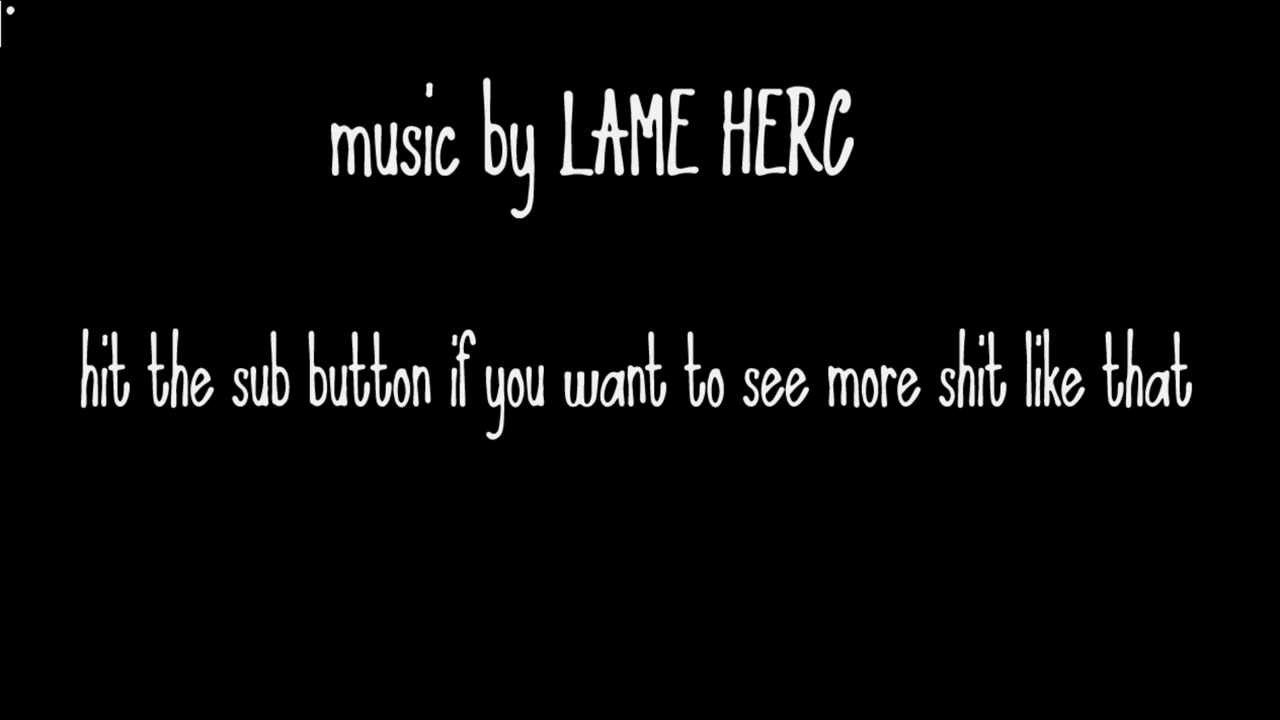 music by LAME HERC
hit the sub button if you want to see more shit like that